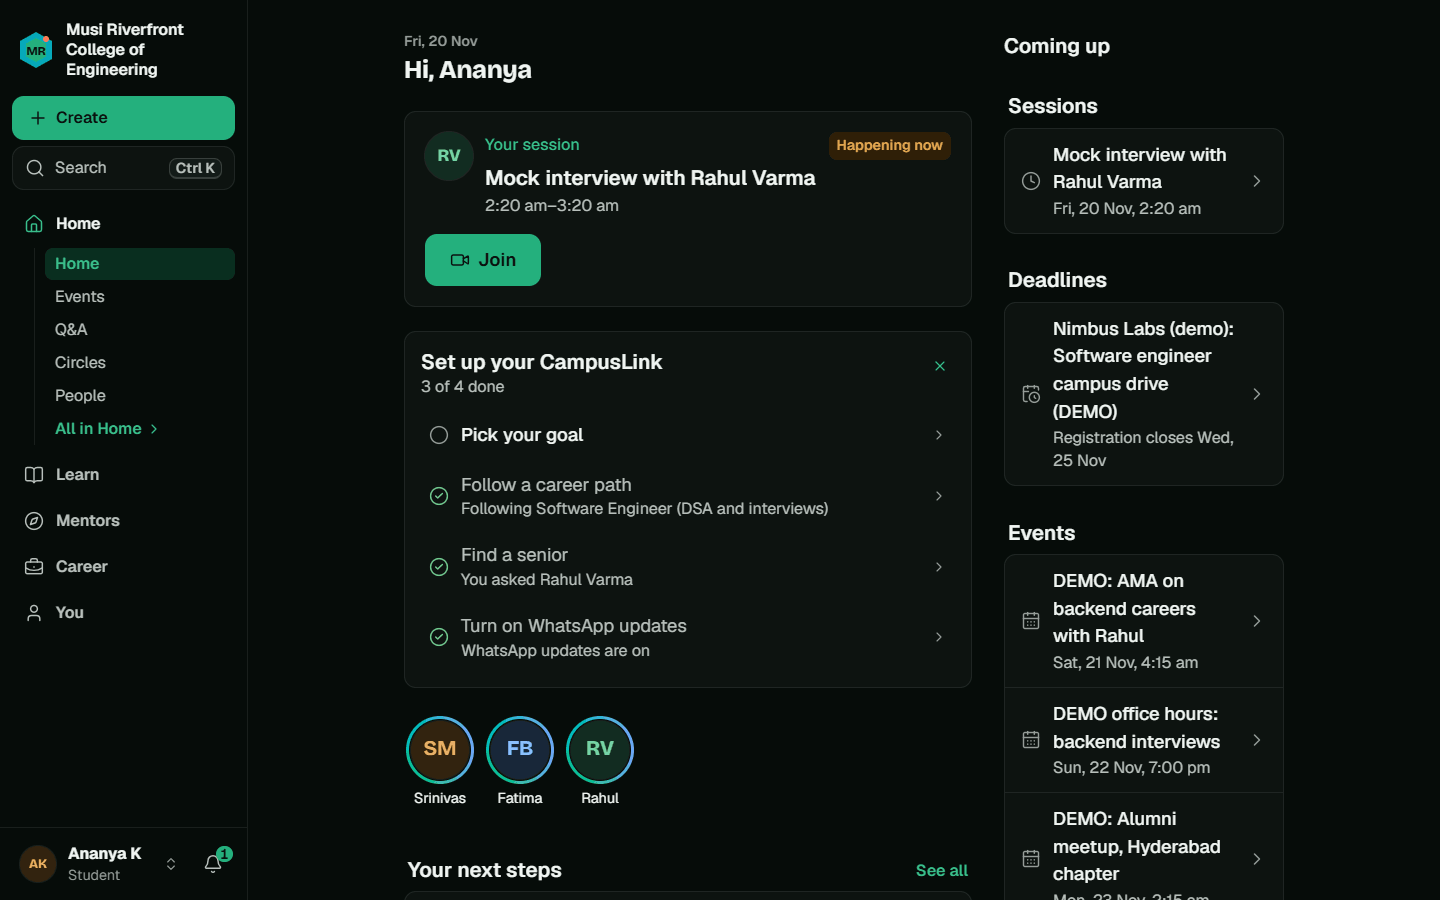 MR
Musi Riverfront
College of
Engineering
Create
Search
Ctrl K
Home
Home
Events
Q&A
Circles
People
All in Home
Learn
Mentors
Career
You
AK
Ananya K
Student
1
Fri, 20 Nov
Hi, Ananya
RV
Your session
Happening now
Mock interview with Rahul Varma
2:20 am–3:20 am
Join
Set up your CampusLink
3 of 4 done
Pick your goal
Follow a career path
Following Software Engineer (DSA and interviews)
Find a senior
You asked Rahul Varma
Turn on WhatsApp updates
WhatsApp updates are on
SM
FB
RV
Srinivas
Fatima
Rahul
Your next steps
See all
Coming up
Sessions
Mock interview with
Rahul Varma
Fri, 20 Nov, 2:20 am
Deadlines
Nimbus Labs (demo):
Software engineer
campus drive
(DEMO)
Registration closes Wed,
25 Nov
Events
DEMO: AMA on
backend careers
with Rahul
Sat, 21 Nov, 4:15 am
DEMO office hours:
backend interviews
Sun, 22 Nov, 7:00 pm
DEMO: Alumni
meetup, Hyderabad
chapter
Mon, 23 Nov, 2:15 am